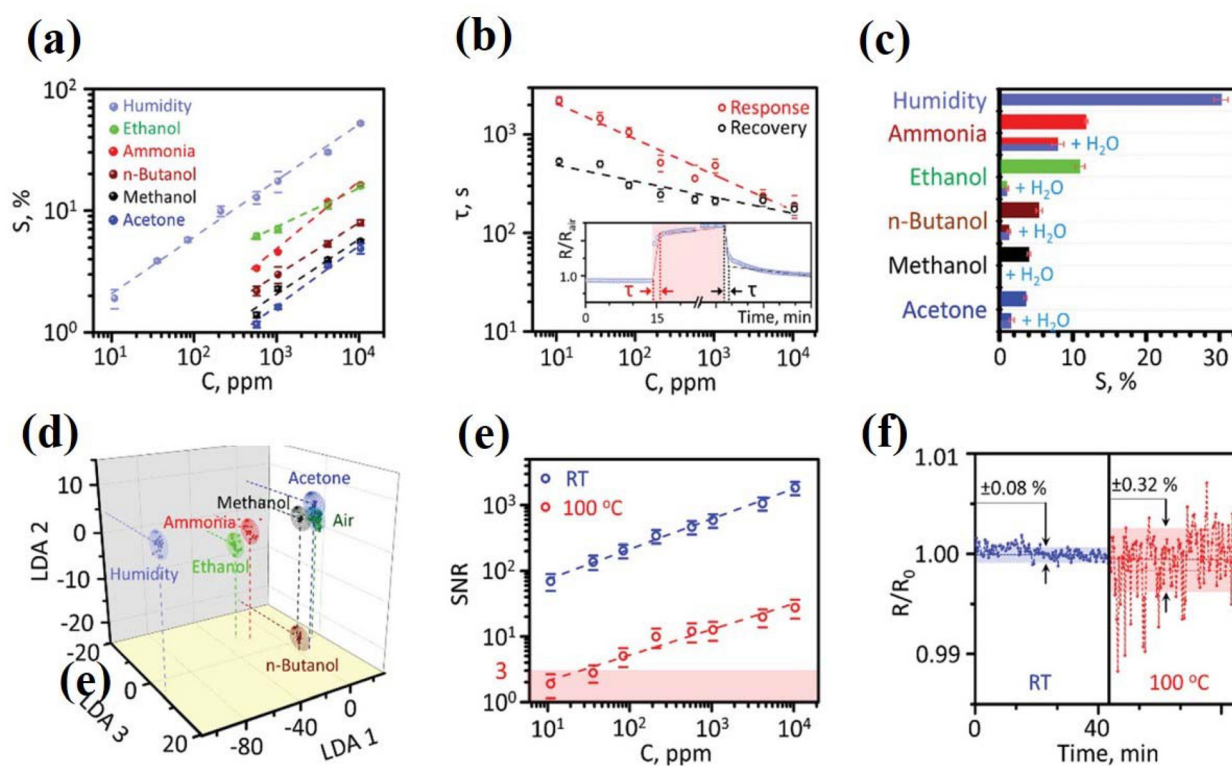 (a)
S, %
10²
10¹
10⁰
Humidity
Ethanol
Ammonia
n-Butanol
Methanol
Acetone
10¹ 10² 10³ 10⁴
C, ppm
(b)
τ, s
10³
10²
10¹
Response
Recovery
R/Rair
1.0
τ
τ
0 15 Time, min
10¹ 10² 10³ 10⁴
C, ppm
(c)
Humidity
Ammonia
+ H₂O
Ethanol
+ H₂O
n-Butanol
+ H₂O
Methanol
+ H₂O
Acetone
+ H₂O
0 10 20 30
S, %
(d)
LDA 2
10
0
-10
-20
Acetone
Methanol
Air
Ammonia
Ethanol
Humidity
n-Butanol
-20
0
20
(e)
LDA 3
-80 -40 0
LDA 1
(e)
SNR
10⁴
10³
10²
10¹
3
10⁰
RT
100 °C
10¹ 10² 10³ 10⁴
C, ppm
(f)
R/R₀
1.01
1.00
0.99
±0.08 %
±0.32 %
RT
100 °C
0 40
Time, min